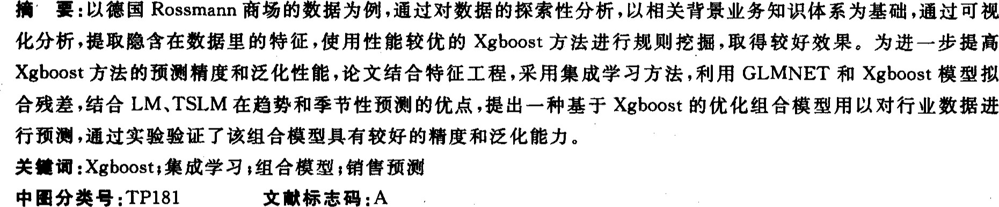 摘　要:以德国 Rossmann 商场的数据为例,通过对数据的探索性分析,以相关背景业务知识体系为基础,通过可视
化分析,提取隐含在数据里的特征,使用性能较优的 Xgboost 方法进行规则挖掘,取得较好效果。为进一步提高
Xgboost 方法的预测精度和泛化性能,论文结合特征工程,采用集成学习方法,利用 GLMNET 和 Xgboost 模型拟
合残差,结合 LM、TSLM 在趋势和季节性预测的优点,提出一种基于 Xgboost 的优化组合模型用以对行业数据进
行预测,通过实验验证了该组合模型具有较好的精度和泛化能力。
关键词:Xgboost;集成学习;组合模型;销售预测
中图分类号:TP181　　　文献标志码:A